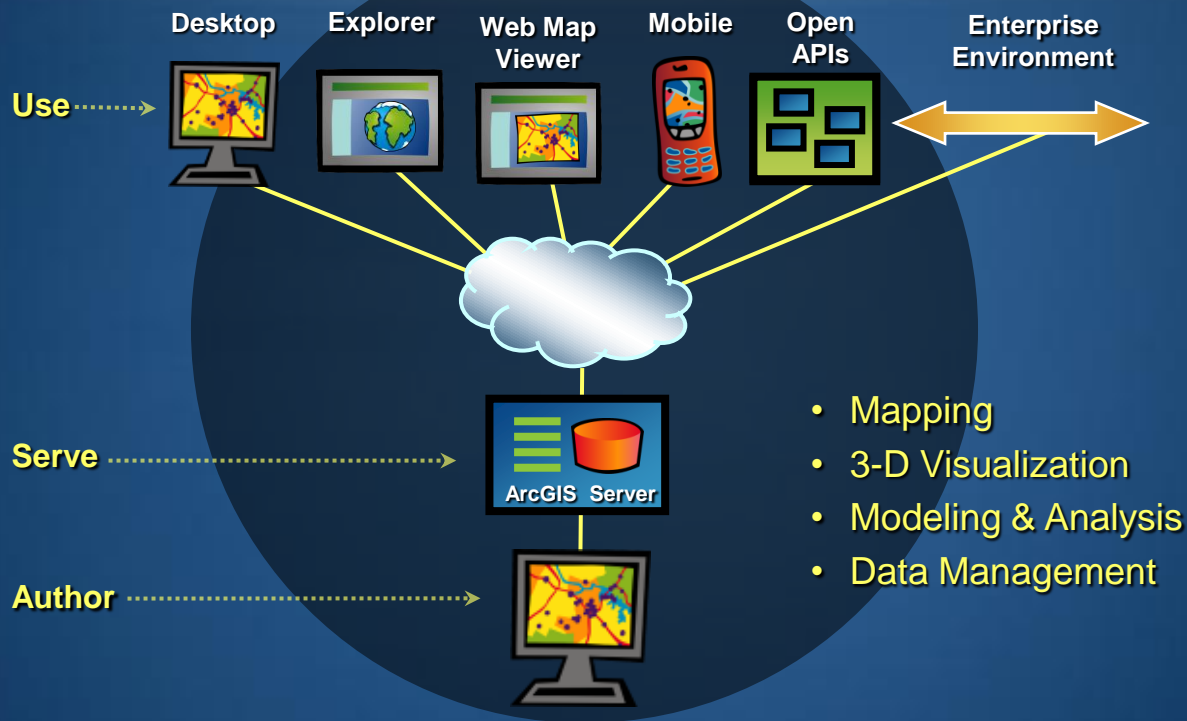 Desktop
Explorer
Web Map
Viewer
Mobile
Open
APIs
Enterprise
Environment
Use
Serve
ArcGIS Server
Author
• Mapping
• 3-D Visualization
• Modeling & Analysis
• Data Management